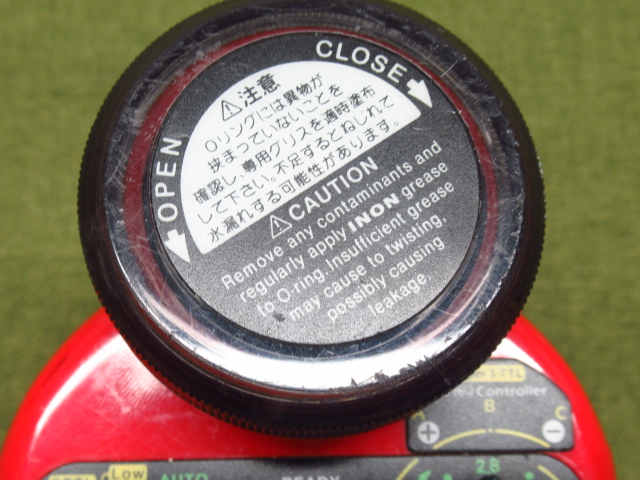 CLOSE
OPEN
⚠注意
Oリングには異物が
挟まっていないことを
確認し、専用グリスを適時塗布
して下さい。不足するとねじれて
水漏れする可能性があります。
⚠CAUTION
Remove any contaminants and
regularly apply INON grease
to O-ring. Insufficient grease
may cause to twisting,
possibly causing
leakage.
S-TTL
Controller
A B C
+ −
2.8
Low AUTO READY